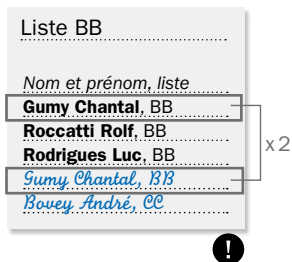 Liste BB
Nom et prénom, liste
Gumy Chantal, BB
Roccatti Rolf, BB
Rodrigues Luc, BB
Gumy Chantal, BB
Bovey André, CC
x 2
!